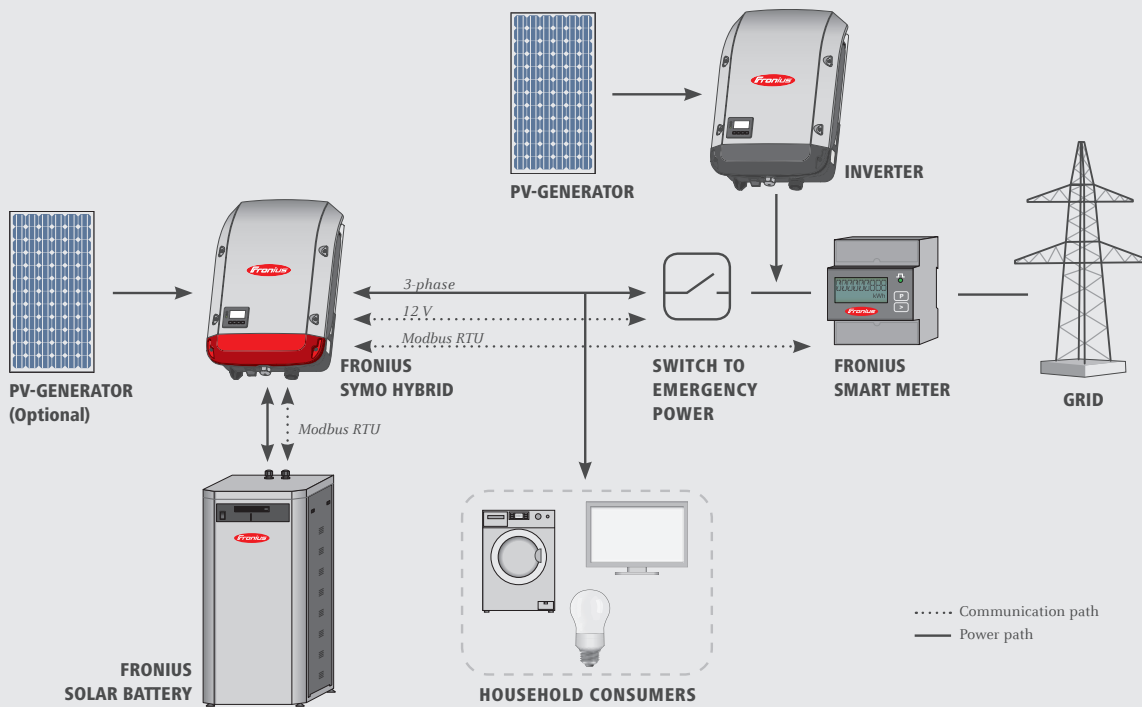 Fronius
PV-GENERATOR
INVERTER
Fronius
3-phase
12 V
Modbus RTU
kWh
P
>
Fronius
PV-GENERATOR
(Optional)
FRONIUS
SYMO HYBRID
SWITCH TO
EMERGENCY
POWER
FRONIUS
SMART METER
GRID
Modbus RTU
Fronius
FRONIUS
SOLAR BATTERY
HOUSEHOLD CONSUMERS
Communication path
Power path